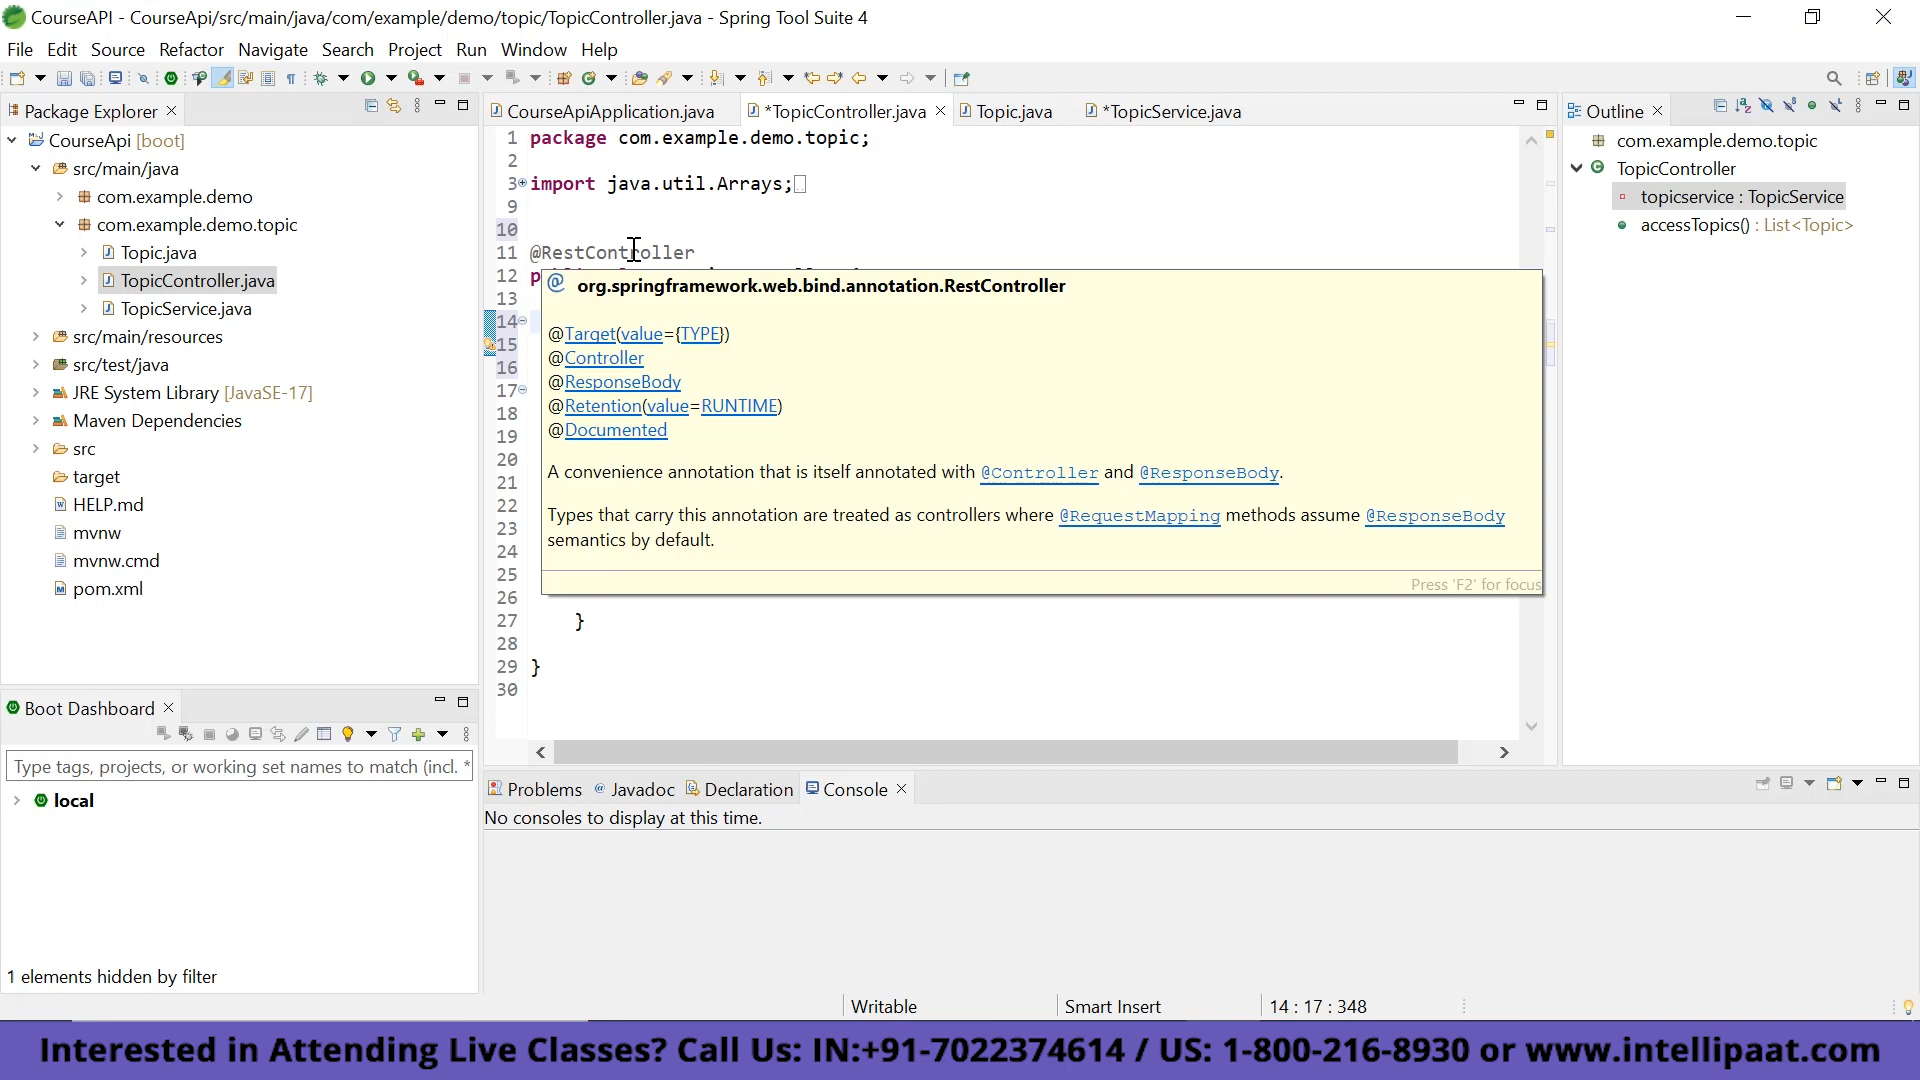 CourseAPI - CourseApi/src/main/java/com/example/demo/topic/TopicController.java - Spring Tool Suite 4
File Edit Source Refactor Navigate Search Project Run Window Help
Package Explorer
CourseApi [boot]
src/main/java
com.example.demo
com.example.demo.topic
Topic.java
TopicController.java
TopicService.java
src/main/resources
src/test/java
JRE System Library [JavaSE-17]
Maven Dependencies
src
target
HELP.md
mvnw
mvnw.cmd
pom.xml
Boot Dashboard
Type tags, projects, or working set names to match (incl. *
local
1 elements hidden by filter
CourseApiApplication.java *TopicController.java Topic.java *TopicService.java
1 package com.example.demo.topic;
2
3 import java.util.Arrays;
9
10
11 @RestController
12
13
14
15
16
17
18
19
20
21
22
23
24
25
26
27 }
28
29 }
30
@ org.springframework.web.bind.annotation.RestController
@Target(value={TYPE})
@Controller
@ResponseBody
@Retention(value=RUNTIME)
@Documented
A convenience annotation that is itself annotated with @Controller and @ResponseBody.
Types that carry this annotation are treated as controllers where @RequestMapping methods assume @ResponseBody
semantics by default.
Press 'F2' for focus
Outline
com.example.demo.topic
TopicController
topicservice : TopicService
accessTopics() : List<Topic>
Problems Javadoc Declaration Console
No consoles to display at this time.
Writable Smart Insert 14 : 17 : 348
Interested in Attending Live Classes? Call Us: IN:+91-7022374614 / US: 1-800-216-8930 or www.intellipaat.com